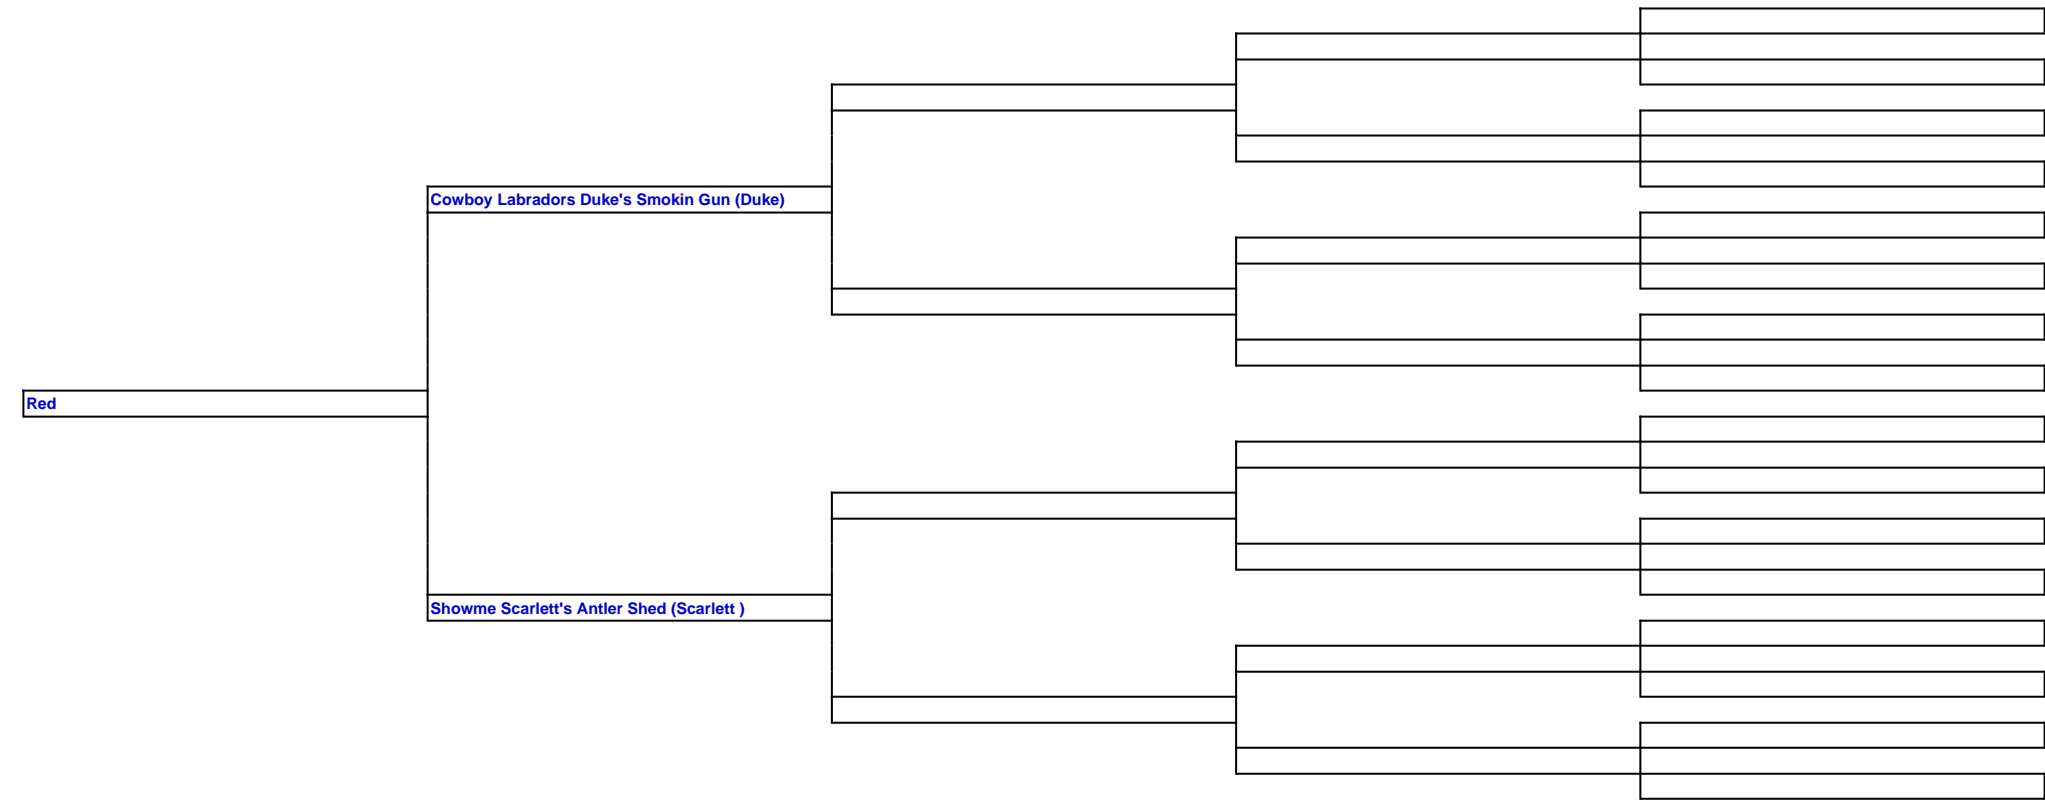 Cowboy Labradors Duke's Smokin Gun (Duke)
Red
Showme Scarlett's Antler Shed (Scarlett )